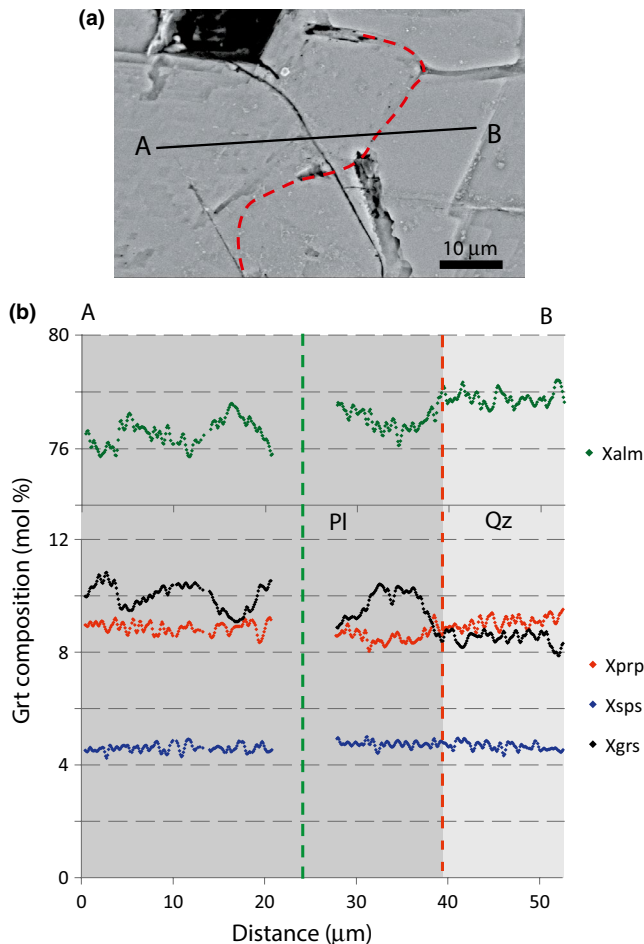 (a)
A
B
10 μm
(b)
A
B
80
76
12
8
4
0
Pl
Qz
Grt composition (mol %)
Xalm
Xprp
Xsps
Xgrs
0
10
20
30
40
50
Distance (μm)